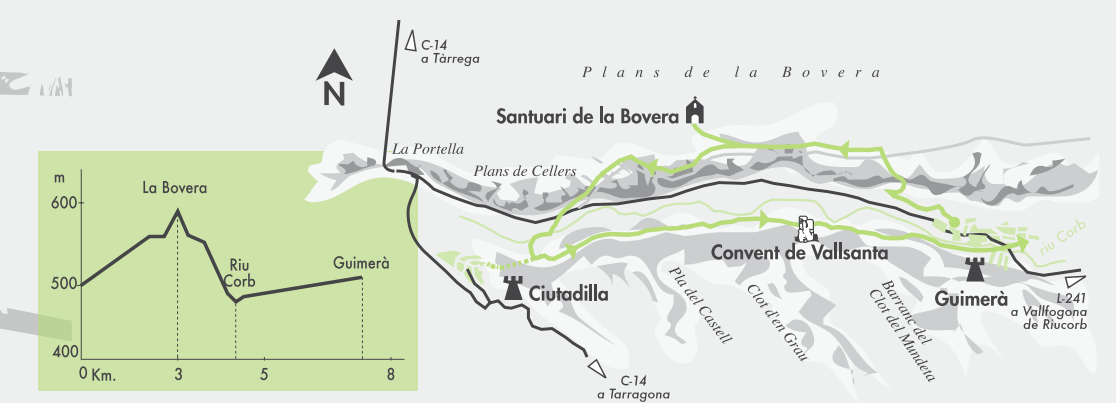 C-14
a Tàrrega
Plans de la Bovera
N
Santuari de la Bovera
La Portella
Plans de Cellers
m
600
La Bovera
500
Riu
Corb
Guimerà
400
0 Km.
3
5
8
riu Corb
Convent de Vallsanta
Ciutadilla
Guimerà
Pla del Castell
Clot d'en Grau
Barranc del
Clot del Mundeta
L-241
a Vallfogona
de Riucorb
C-14
a Tarragona